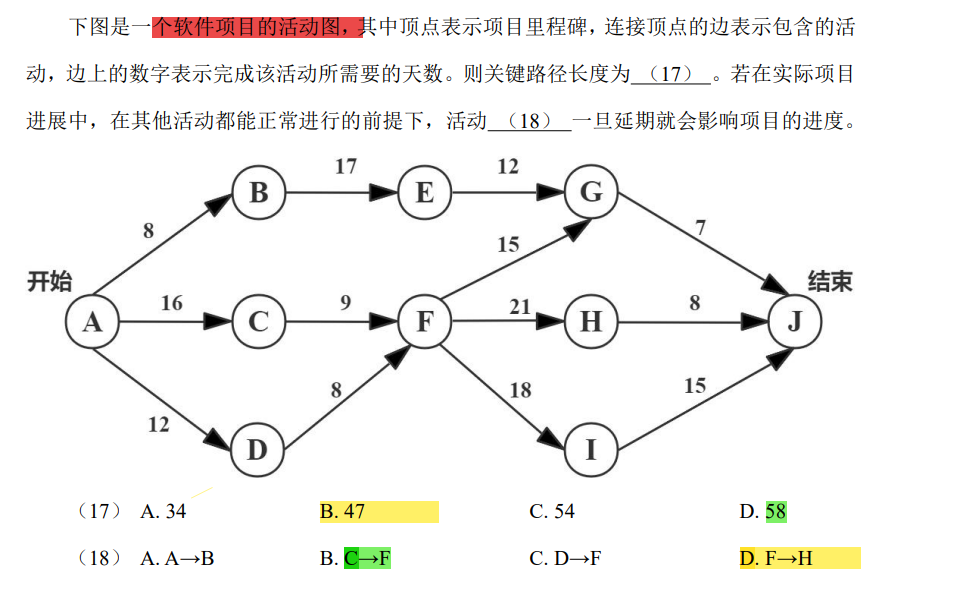 下图是一个软件项目的活动图，其中顶点表示项目里程碑，连接顶点的边表示包含的活
动，边上的数字表示完成该活动所需要的天数。则关键路径长度为 （17） 。若在实际项目
进展中，在其他活动都能正常进行的前提下，活动 （18） 一旦延期就会影响项目的进度。
17 12
B E G
8 15 7
开始 结束
16 9 21 8
A C F H J
8 18 15
12
D I
（17） A. 34 B. 47 C. 54 D. 58
（18） A. A→B B. C→F C. D→F D. F→H